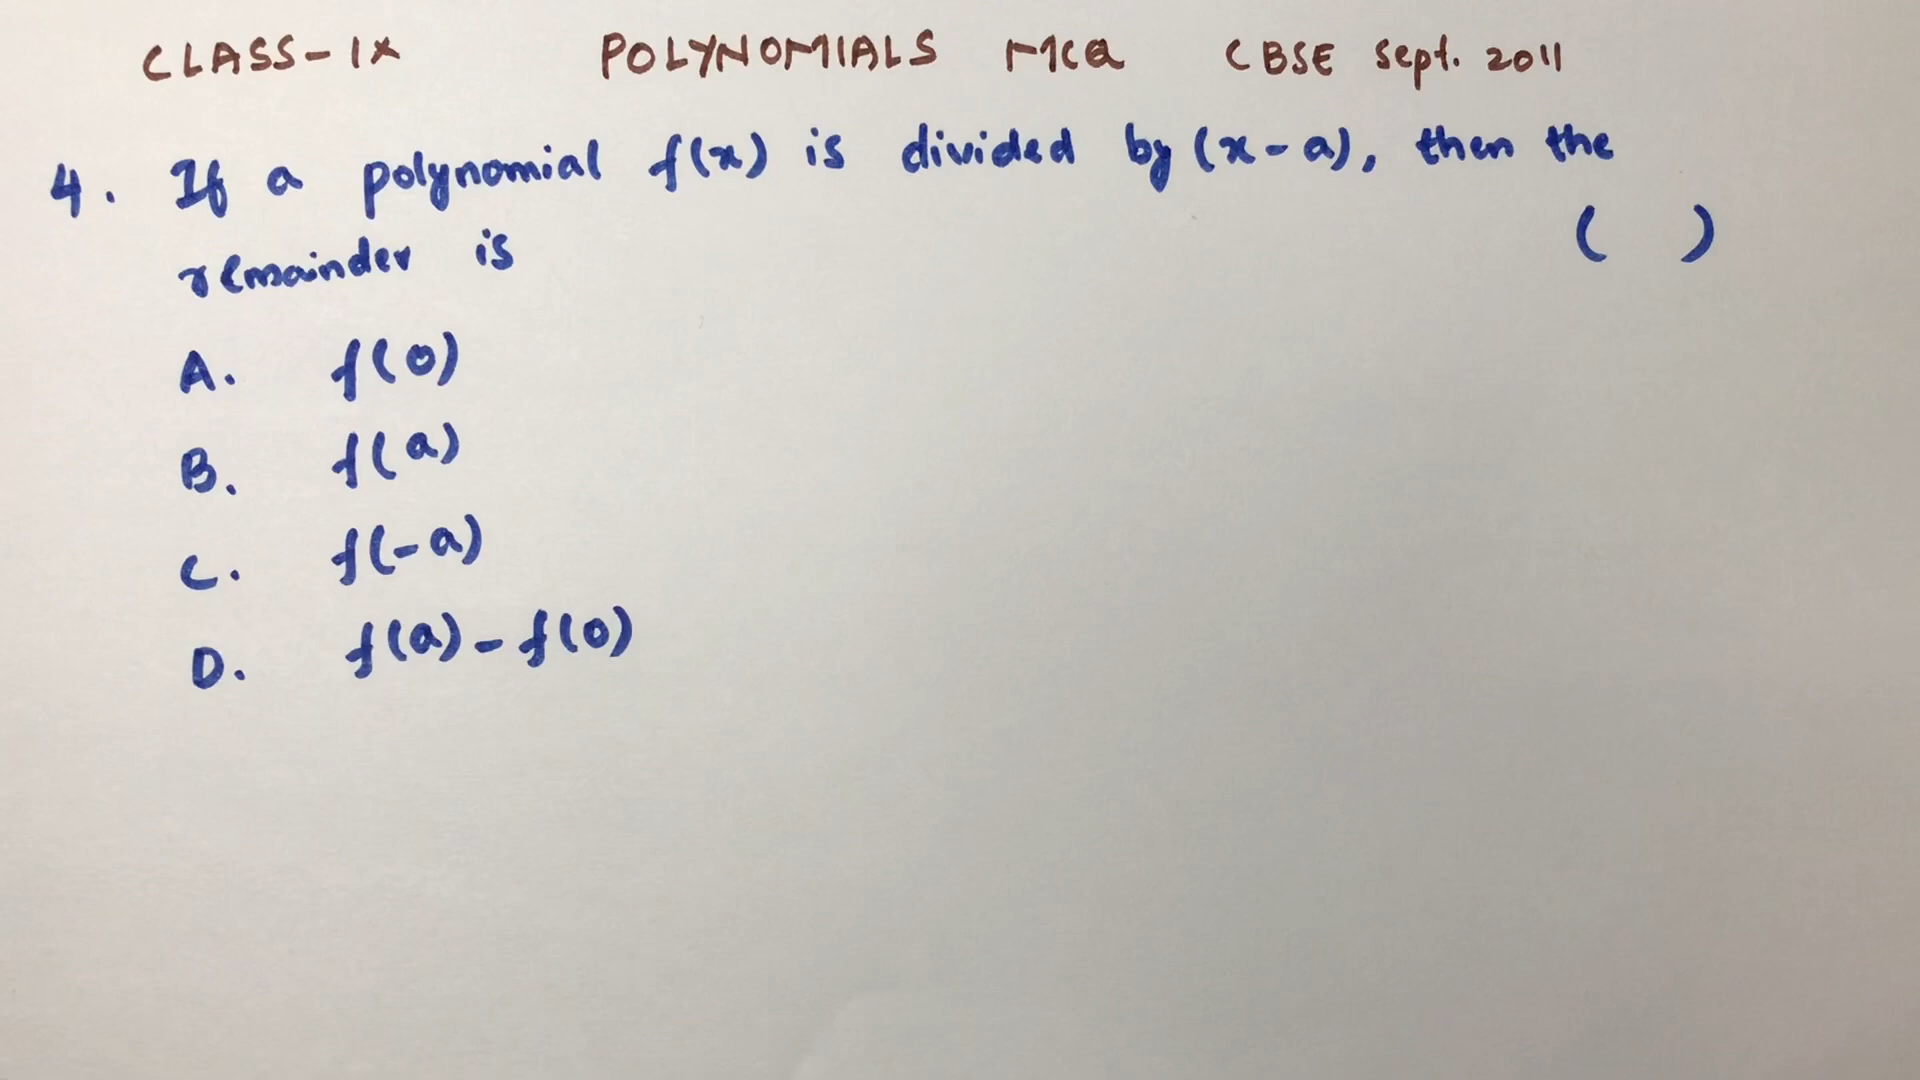 CLASS-IX POLYNOMIALS MCQ CBSE Sept. 2011
4. If a polynomial f(x) is divided by (x-a), then the
remainder is ( )
A. f(0)
B. f(a)
C. f(-a)
D. f(a)-f(0)